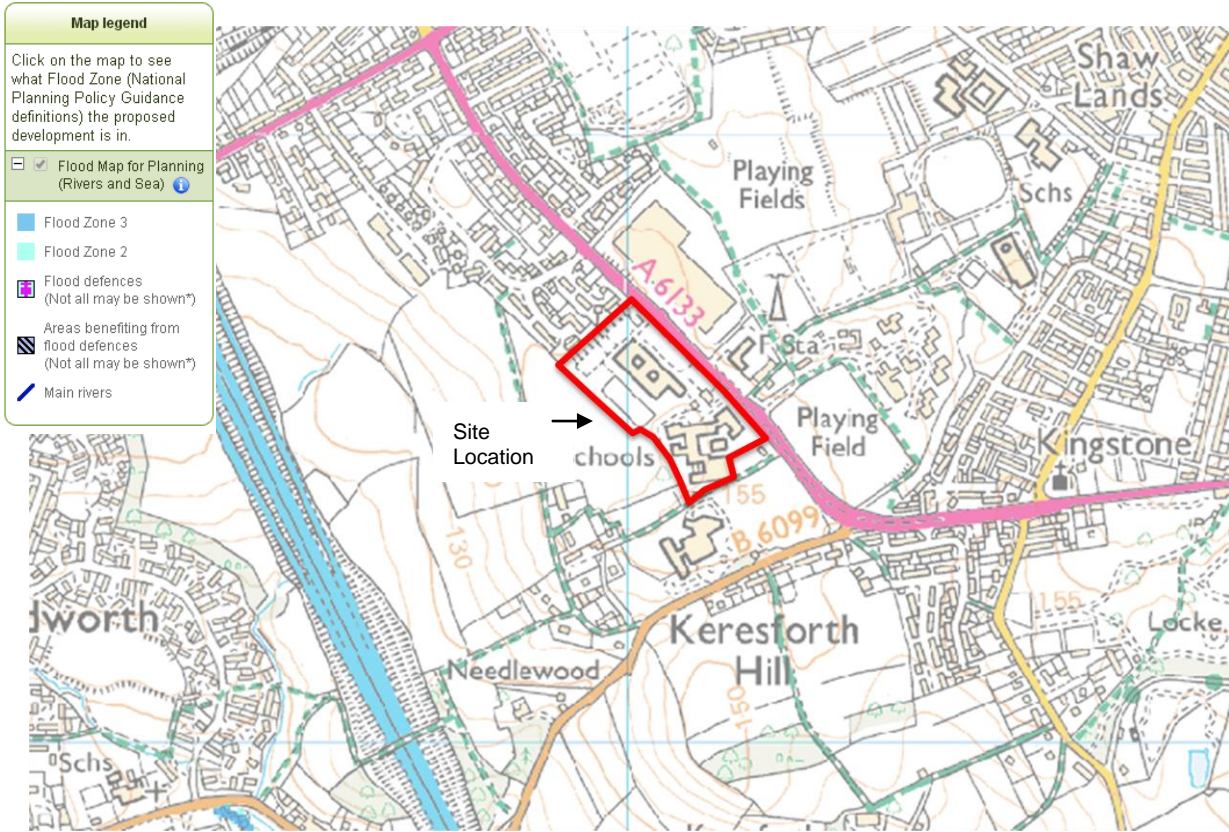 Map legend
Click on the map to see
what Flood Zone (National
Planning Policy Guidance
definitions) the proposed
development is in.
Flood Map for Planning
(Rivers and Sea)
Flood Zone 3
Flood Zone 2
Flood defences
(Not all may be shown*)
Areas benefiting from
flood defences
(Not all may be shown*)
Main rivers
Shaw
Lands
Playing
Fields
Schs
A 6133
F Sta
Site
Location
chools
Playing
Field
Kingstone
155
130
B 6099
dworth
Keresforth
Hill
155
Locke
Needlewood
150
Schs